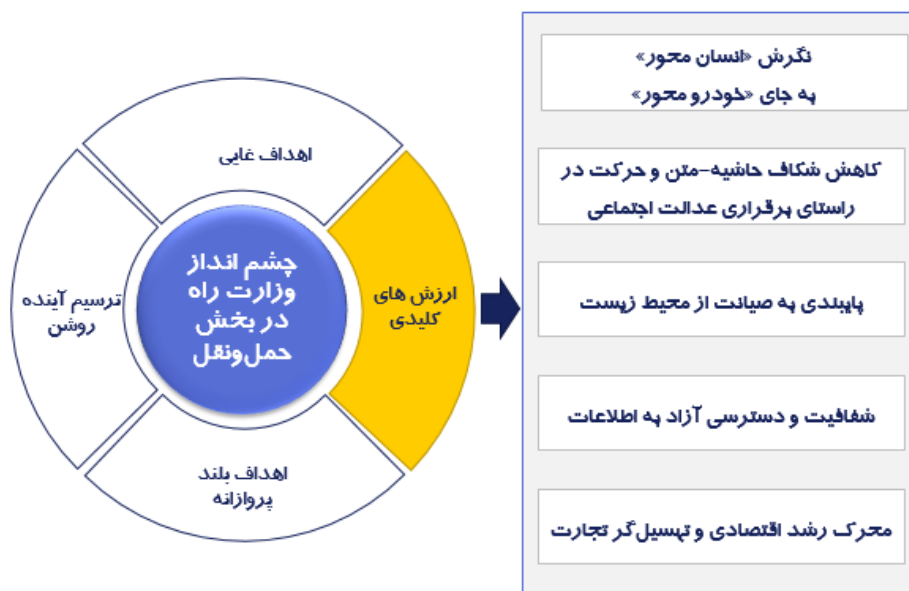 نگرش «انسان محور»
به جای «خودرو محور»
کاهش شکاف حاشیه-متن و حرکت در
راستای برقراری عدالت اجتماعی
پایبندی به صیانت از محیط زیست
شفافیت و دسترسی آزاد به اطلاعات
محرک رشد اقتصادی و تهسیل‌گر تجارت
اهداف غایی
ارزش های
کلیدی
چشم انداز
وزارت راه
در بخش
حمل‌ونقل
ترسیم آینده
روشن
اهداف بلند
پروازانه